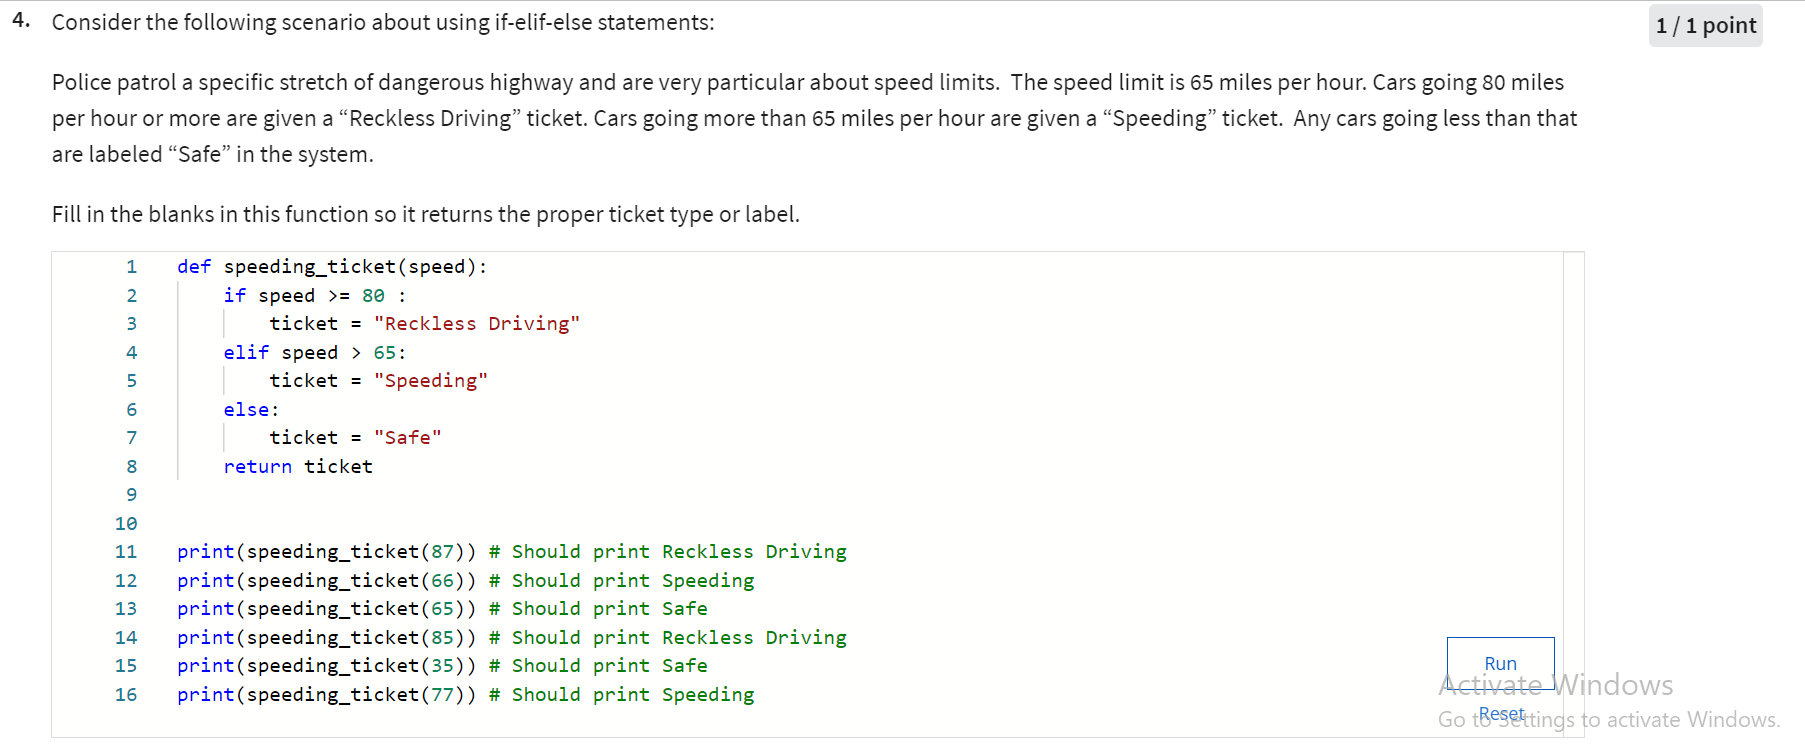 4. Consider the following scenario about using if-elif-else statements:
1 / 1 point
Police patrol a specific stretch of dangerous highway and are very particular about speed limits.  The speed limit is 65 miles per hour. Cars going 80 miles
per hour or more are given a “Reckless Driving” ticket. Cars going more than 65 miles per hour are given a “Speeding” ticket.  Any cars going less than that
are labeled “Safe” in the system.
Fill in the blanks in this function so it returns the proper ticket type or label.
1 def speeding_ticket(speed):
2     if speed >= 80 :
3         ticket = "Reckless Driving"
4     elif speed > 65:
5         ticket = "Speeding"
6     else:
7         ticket = "Safe"
8     return ticket
9
10
11 print(speeding_ticket(87)) # Should print Reckless Driving
12 print(speeding_ticket(66)) # Should print Speeding
13 print(speeding_ticket(65)) # Should print Safe
14 print(speeding_ticket(85)) # Should print Reckless Driving
15 print(speeding_ticket(35)) # Should print Safe
16 print(speeding_ticket(77)) # Should print Speeding
Run
Reset
Activate Windows
Go to Settings to activate Windows.